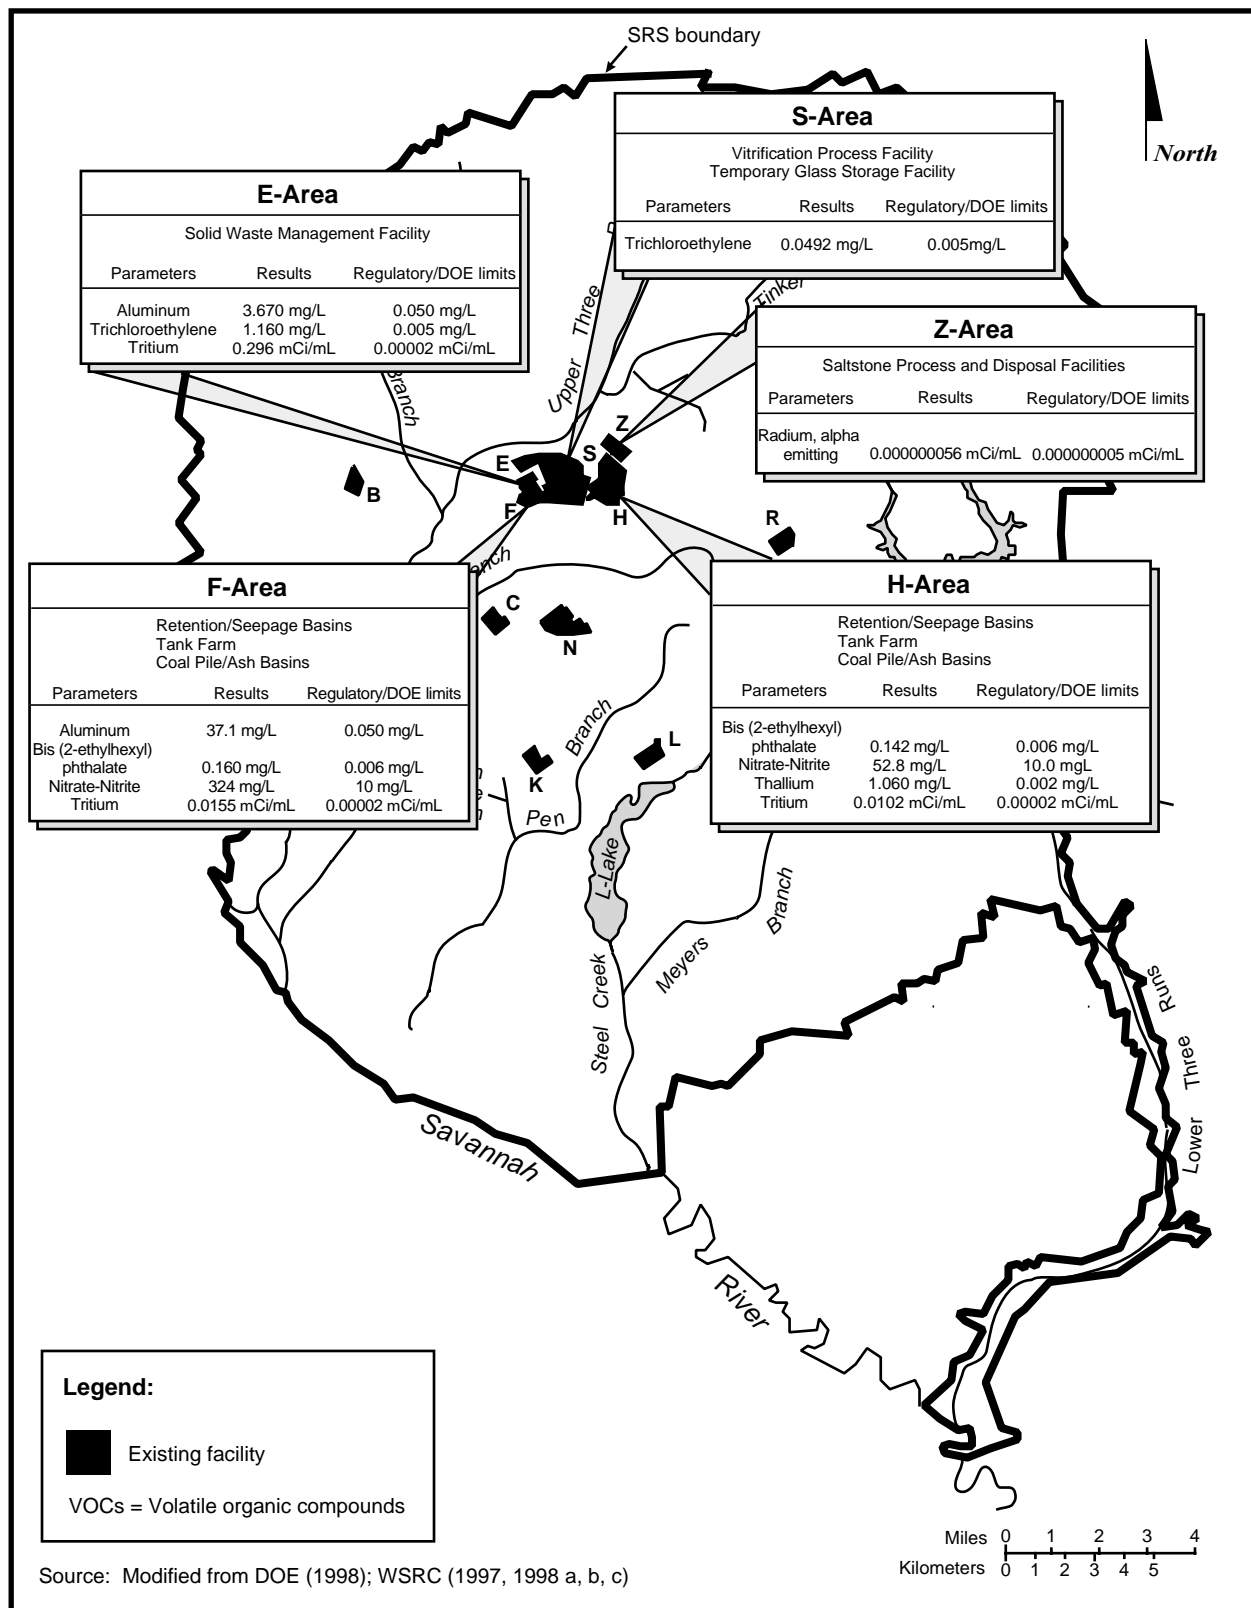 SRS boundary
North
S-Area
Vitrification Process Facility
Temporary Glass Storage Facility
Parameters Results Regulatory/DOE limits
Trichloroethylene 0.0492 mg/L 0.005mg/L
E-Area
Solid Waste Management Facility
Parameters Results Regulatory/DOE limits
Aluminum 3.670 mg/L 0.050 mg/L
Trichloroethylene 1.160 mg/L 0.005 mg/L
Tritium 0.296 mCi/mL 0.00002 mCi/mL
Upper Three
Tinker
Branch
Z-Area
Saltstone Process and Disposal Facilities
Parameters Results Regulatory/DOE limits
Radium, alpha
emitting 0.000000056 mCi/mL 0.000000005 mCi/mL
Z
E
S
B
F
H
R
F-Area
Retention/Seepage Basins
Tank Farm
Coal Pile/Ash Basins
Parameters Results Regulatory/DOE limits
Aluminum 37.1 mg/L 0.050 mg/L
Bis (2-ethylhexyl)
phthalate 0.160 mg/L 0.006 mg/L
Nitrate-Nitrite 324 mg/L 10 mg/L
Tritium 0.0155 mCi/mL 0.00002 mCi/mL
H-Area
Retention/Seepage Basins
Tank Farm
Coal Pile/Ash Basins
Parameters Results Regulatory/DOE limits
Bis (2-ethylhexyl)
phthalate 0.142 mg/L 0.006 mg/L
Nitrate-Nitrite 52.8 mg/L 10.0 mgL
Thallium 1.060 mg/L 0.002 mg/L
Tritium 0.0102 mCi/mL 0.00002 mCi/mL
C
N
L
K
Pen Branch
L-Lake
Steel Creek
Meyers Branch
Lower Three Runs
Savannah
River
Legend:
Existing facility
VOCs = Volatile organic compounds
Miles 0 1 2 3 4
Kilometers 0 1 2 3 4 5
Source: Modified from DOE (1998); WSRC (1997, 1998 a, b, c)